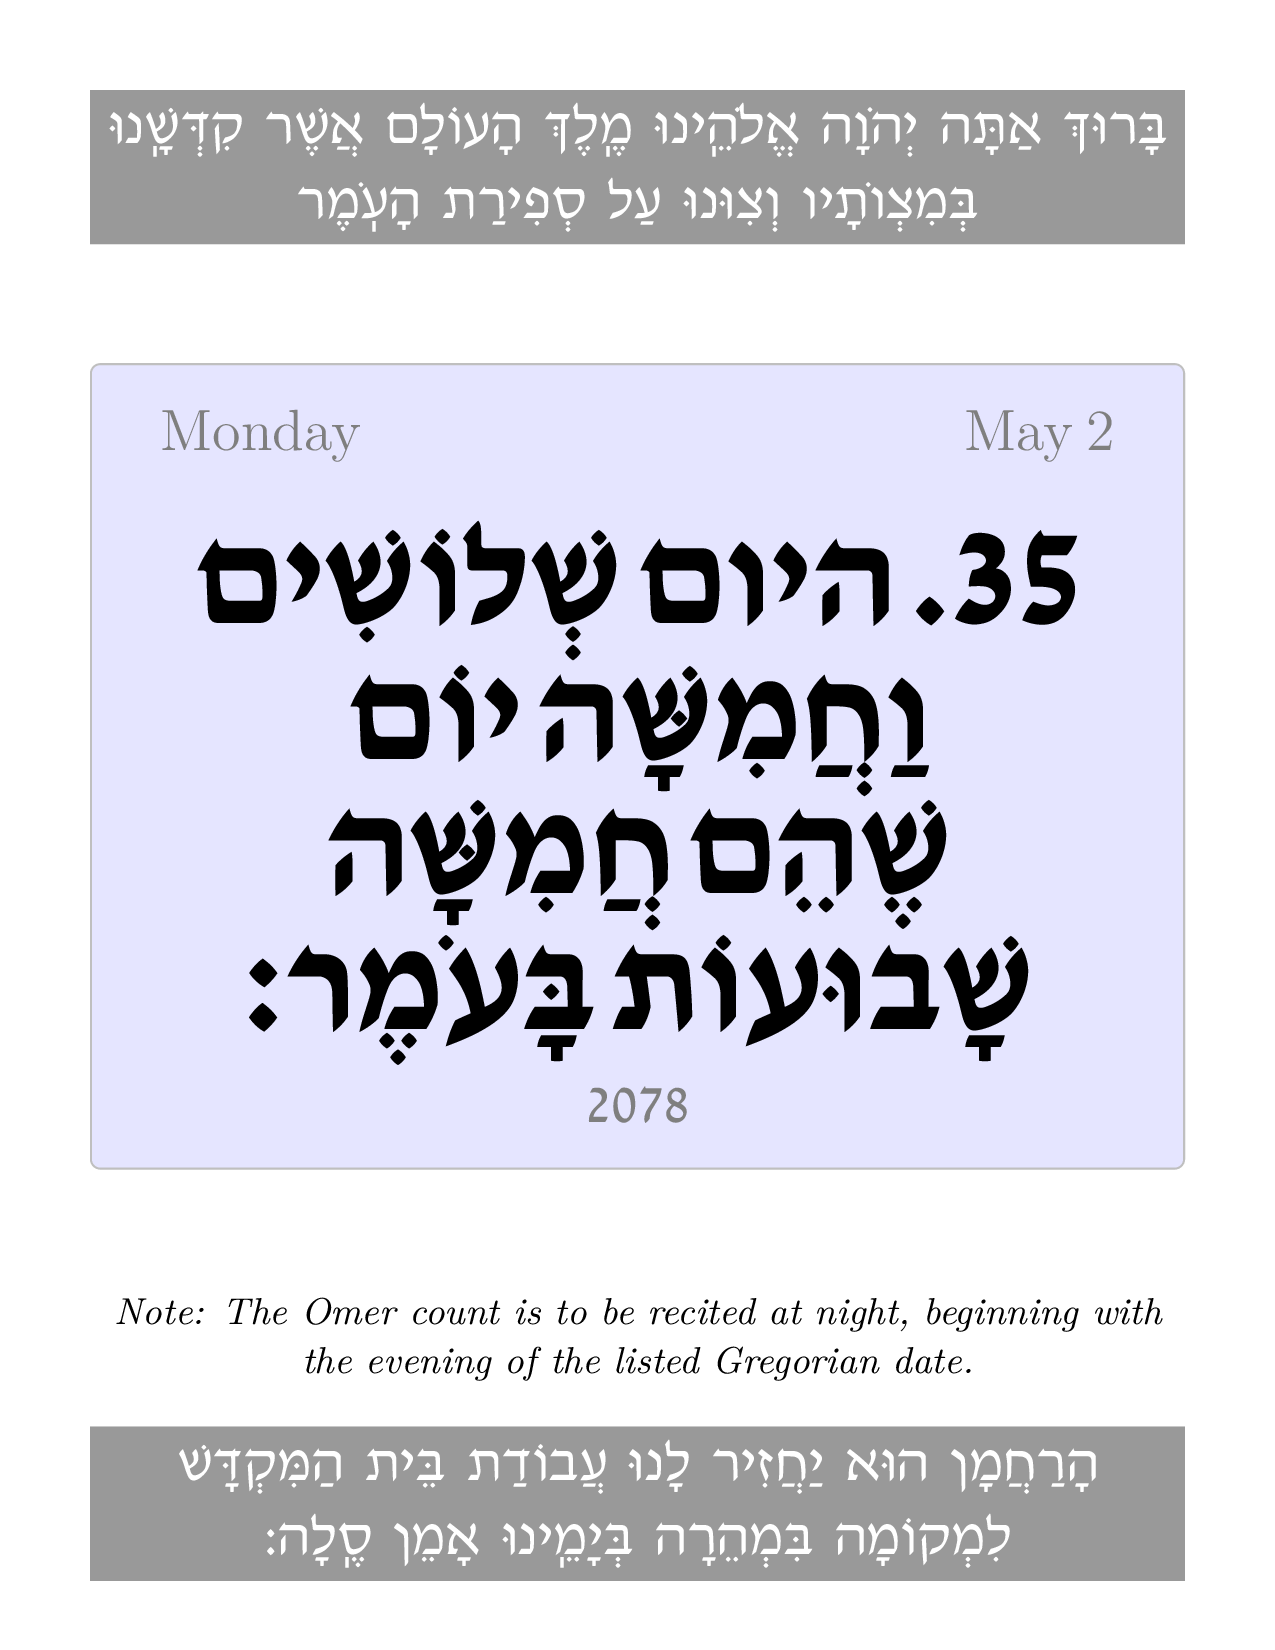 בָּרוּךְ אַתָּה יְהֹוָה אֱלֹהֵֽינוּ מֶֽלֶךְ הָעוֹלָם אֲשֶׁר קִדְּשָֽׁנוּ
בְּמִצְוֹתָיו וְצִוּנוּ עַל סְפִירַת הָעֹֽמֶר
Monday May 2
35. היום שְׁלוֹשִׁים
וַחֲמִשָּׁה יוֹם
שֶׁהֵם חֲמִשָּׁה
שָׁבוּעוֹת בָּעֹמֶר:
2078
Note: The Omer count is to be recited at night, beginning with
the evening of the listed Gregorian date.
הָרַחֲמָן הוּא יַחֲזִיר לָנוּ עֲבוֹדַת בֵּית הַמִּקְדָּשׁ
לִמְקוֹמָהּ בִּמְהֵרָה בְּיָמֵֽינוּ אָמֵן סֶֽלָה: